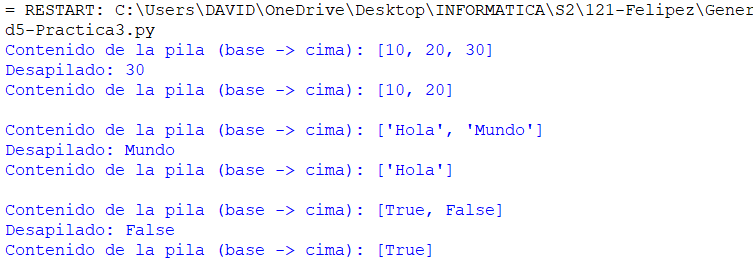 = RESTART: C:\Users\DAVID\OneDrive\Desktop\INFORMATICA\S2\121-Felipez\Gener
d5-Practica3.py
Contenido de la pila (base -> cima): [10, 20, 30]
Desapilado: 30
Contenido de la pila (base -> cima): [10, 20]
Contenido de la pila (base -> cima): ['Hola', 'Mundo']
Desapilado: Mundo
Contenido de la pila (base -> cima): ['Hola']
Contenido de la pila (base -> cima): [True, False]
Desapilado: False
Contenido de la pila (base -> cima): [True]